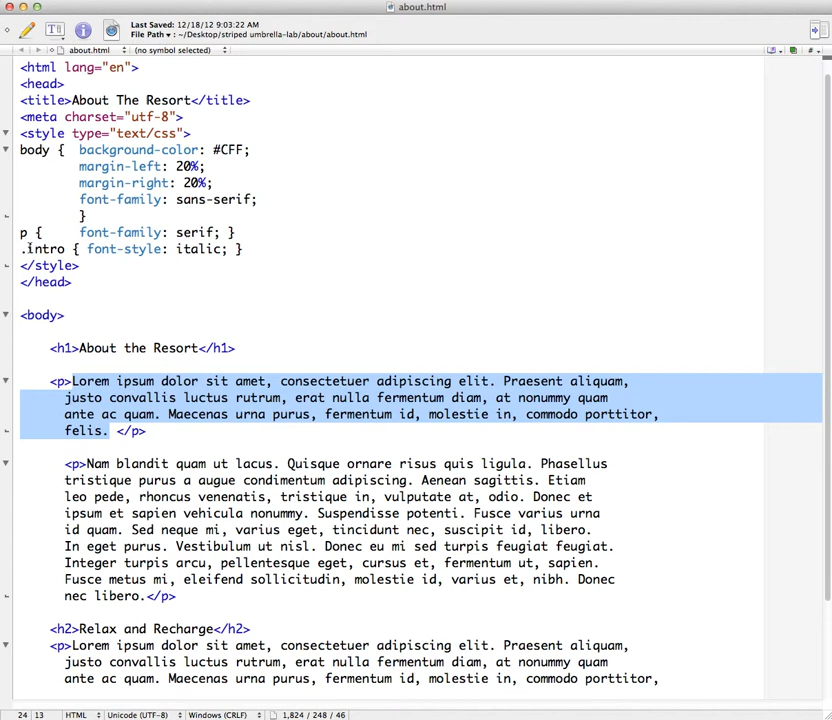 about.html
Last Saved: 12/18/12 9:03:22 AM
File Path ▾ : ~/Desktop/striped umbrella-lab/about/about.html
about.html (no symbol selected) #
<html lang="en">
<head>
<title>About The Resort</title>
<meta charset="utf-8">
<style type="text/css">
body { background-color: #CFF;
margin-left: 20%;
margin-right: 20%;
font-family: sans-serif;
}
p { font-family: serif; }
.intro { font-style: italic; }
</style>
</head>
<body>
<h1>About the Resort</h1>
<p>Lorem ipsum dolor sit amet, consectetuer adipiscing elit. Praesent aliquam,
justo convallis luctus rutrum, erat nulla fermentum diam, at nonummy quam
ante ac quam. Maecenas urna purus, fermentum id, molestie in, commodo porttitor,
felis. </p>
<p>Nam blandit quam ut lacus. Quisque ornare risus quis ligula. Phasellus
tristique purus a augue condimentum adipiscing. Aenean sagittis. Etiam
leo pede, rhoncus venenatis, tristique in, vulputate at, odio. Donec et
ipsum et sapien vehicula nonummy. Suspendisse potenti. Fusce varius urna
id quam. Sed neque mi, varius eget, tincidunt nec, suscipit id, libero.
In eget purus. Vestibulum ut nisl. Donec eu mi sed turpis feugiat feugiat.
Integer turpis arcu, pellentesque eget, cursus et, fermentum ut, sapien.
Fusce metus mi, eleifend sollicitudin, molestie id, varius et, nibh. Donec
nec libero.</p>
<h2>Relax and Recharge</h2>
<p>Lorem ipsum dolor sit amet, consectetuer adipiscing elit. Praesent aliquam,
justo convallis luctus rutrum, erat nulla fermentum diam, at nonummy quam
ante ac quam. Maecenas urna purus, fermentum id, molestie in, commodo porttitor,
24 13 HTML Unicode (UTF-8) Windows (CRLF) 1,824 / 248 / 46